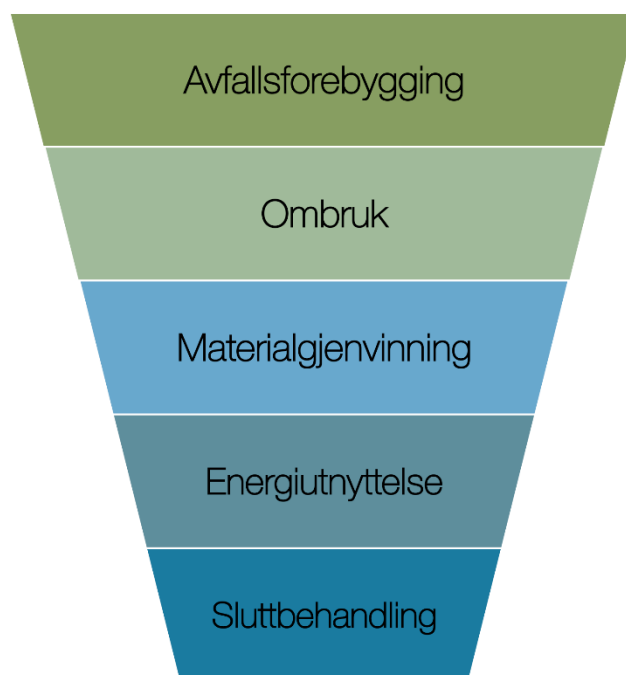 Avfallsforebygging
Ombruk
Materialgjenvinning
Energiutnyttelse
Sluttbehandling